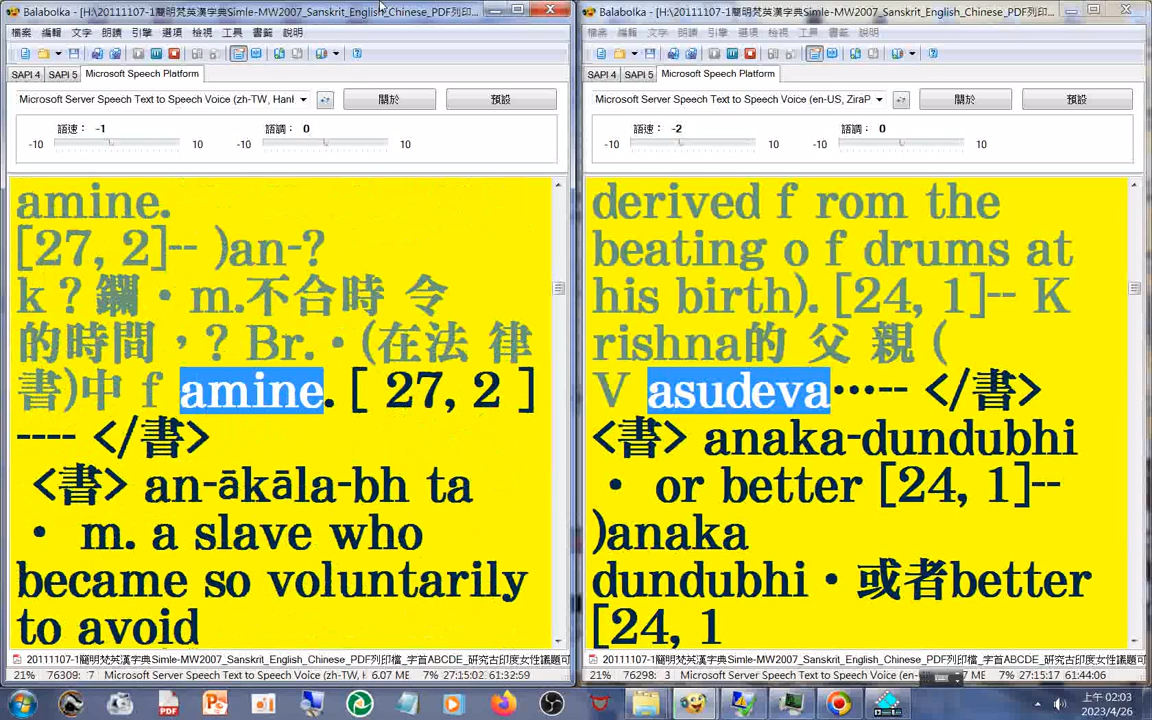 Balabolka - [H:\20111107-1簡明梵英漢字典Simle-MW2007_Sanskrit_English_Chinese_PDF列印...
檔案 編輯 文字 朗讀 引擎 選項 檢視 工具 書籤 說明
SAPI 4 SAPI 5 Microsoft Speech Platform
Microsoft Server Speech Text to Speech Voice (zh-TW, Hanl
關於
預設
語速： -1
語調： 0
-10 10 -10 10
amine.
[27, 2]-- )an-?
k？鑭・m.不合時 令
的時間，? Br.・(在法 律
書)中 f amine. [ 27, 2 ]
---- </書>
<書> an-ākāla-bh ta
・ m. a slave who
became so voluntarily
to avoid
20111107-1簡明梵英漢字典Simle-MW2007_Sanskrit_English_Chinese_PDF列印檔_字首ABCDE_研究古印度女性議題可
21% 76309: 7 Microsoft Server Speech Text to Speech Voice (zh-TW, H 6.07 ME 7% 27:15:02 61:32:59
Balabolka - [H:\20111107-1簡明梵英漢字典Simle-MW2007_Sanskrit_English_Chinese_PDF列印...
檔案 編輯 文字 朗讀 引擎 選項 檢視 工具 書籤 說明
SAPI 4 SAPI 5 Microsoft Speech Platform
Microsoft Server Speech Text to Speech Voice (en-US, ZiraP
關於
預設
語速： -2
語調： 0
-10 10 -10 10
derived f rom the
beating o f drums at
his birth). [24, 1]-- K
rishna的 父 親 (
V asudeva…-- </書>
<書> anaka-dundubhi
・ or better [24, 1]--
)anaka
dundubhi・或者better
[24, 1
20111107-1簡明梵英漢字典Simle-MW2007_Sanskrit_English_Chinese_PDF列印檔_字首ABCDE_研究古印度女性議題可
21% 76298: 3 Microsoft Server Speech Text to Speech Voice 7% 27:15:17 61:44:06
上午 02:03
2023/4/26